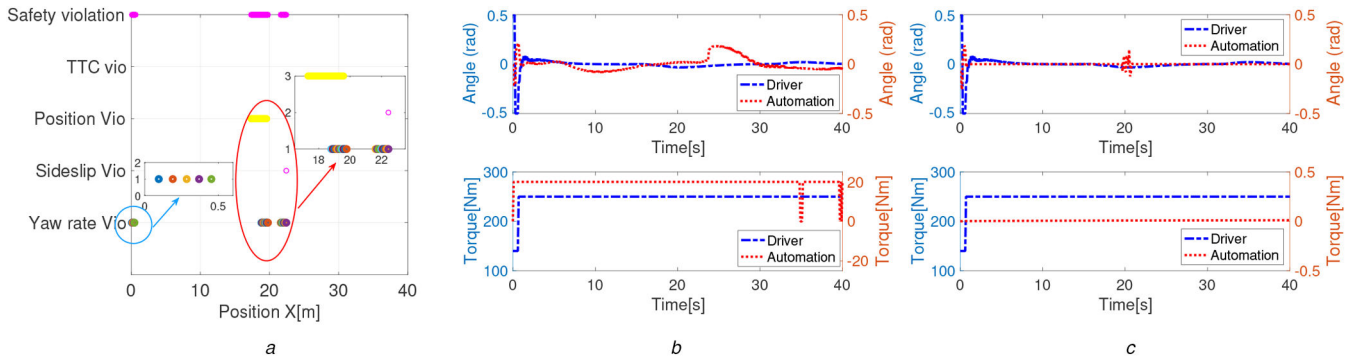 Safety violation
TTC vio
Position Vio
Sideslip Vio
Yaw rate Vio
3
2
1
18 20 22
2
1
0
0 0.5
0 10 20 30 40
Position X[m]
a
Angle (rad)
0.5
0
-0.5
0.5
0
-0.5
Angle (rad)
Driver
Automation
0 10 20 30 40
Time[s]
Torque[Nm]
300
200
100
20
0
-20
Torque[Nm]
Driver
Automation
0 10 20 30 40
Time[s]
b
Angle (rad)
0.5
0
-0.5
0.5
0
-0.5
Angle (rad)
Driver
Automation
0 10 20 30 40
Time[s]
Torque[Nm]
300
200
100
0.5
0
-0.5
Torque[Nm]
Driver
Automation
0 10 20 30 40
Time[s]
c